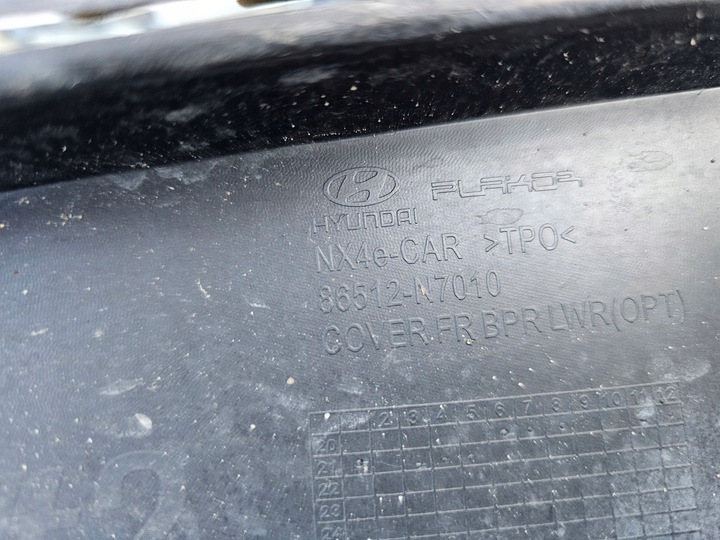 HYUNDAI PLAKOR
NX4e-CAR >TPO<
86512-N7010
COVER FR BPR LWR(OPT)
1 2 3 4 5 6 7 8 9 10 11 12
20
21
22
23
24